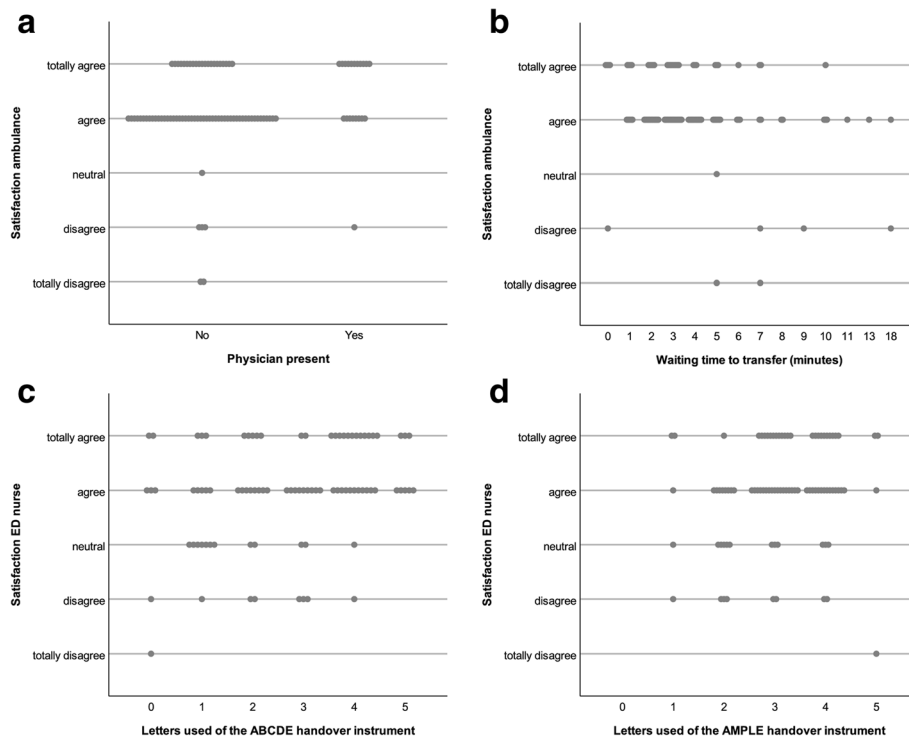 a
totally agree
agree
neutral
disagree
totally disagree
Satisfaction ambulance
No Yes
Physician present
b
totally agree
agree
neutral
disagree
totally disagree
Satisfaction ambulance
0 1 2 3 4 5 6 7 8 9 10 11 13 18
Waiting time to transfer (minutes)
c
totally agree
agree
neutral
disagree
totally disagree
Satisfaction ED nurse
0 1 2 3 4 5
Letters used of the ABCDE handover instrument
d
totally agree
agree
neutral
disagree
totally disagree
Satisfaction ED nurse
0 1 2 3 4 5
Letters used of the AMPLE handover instrument